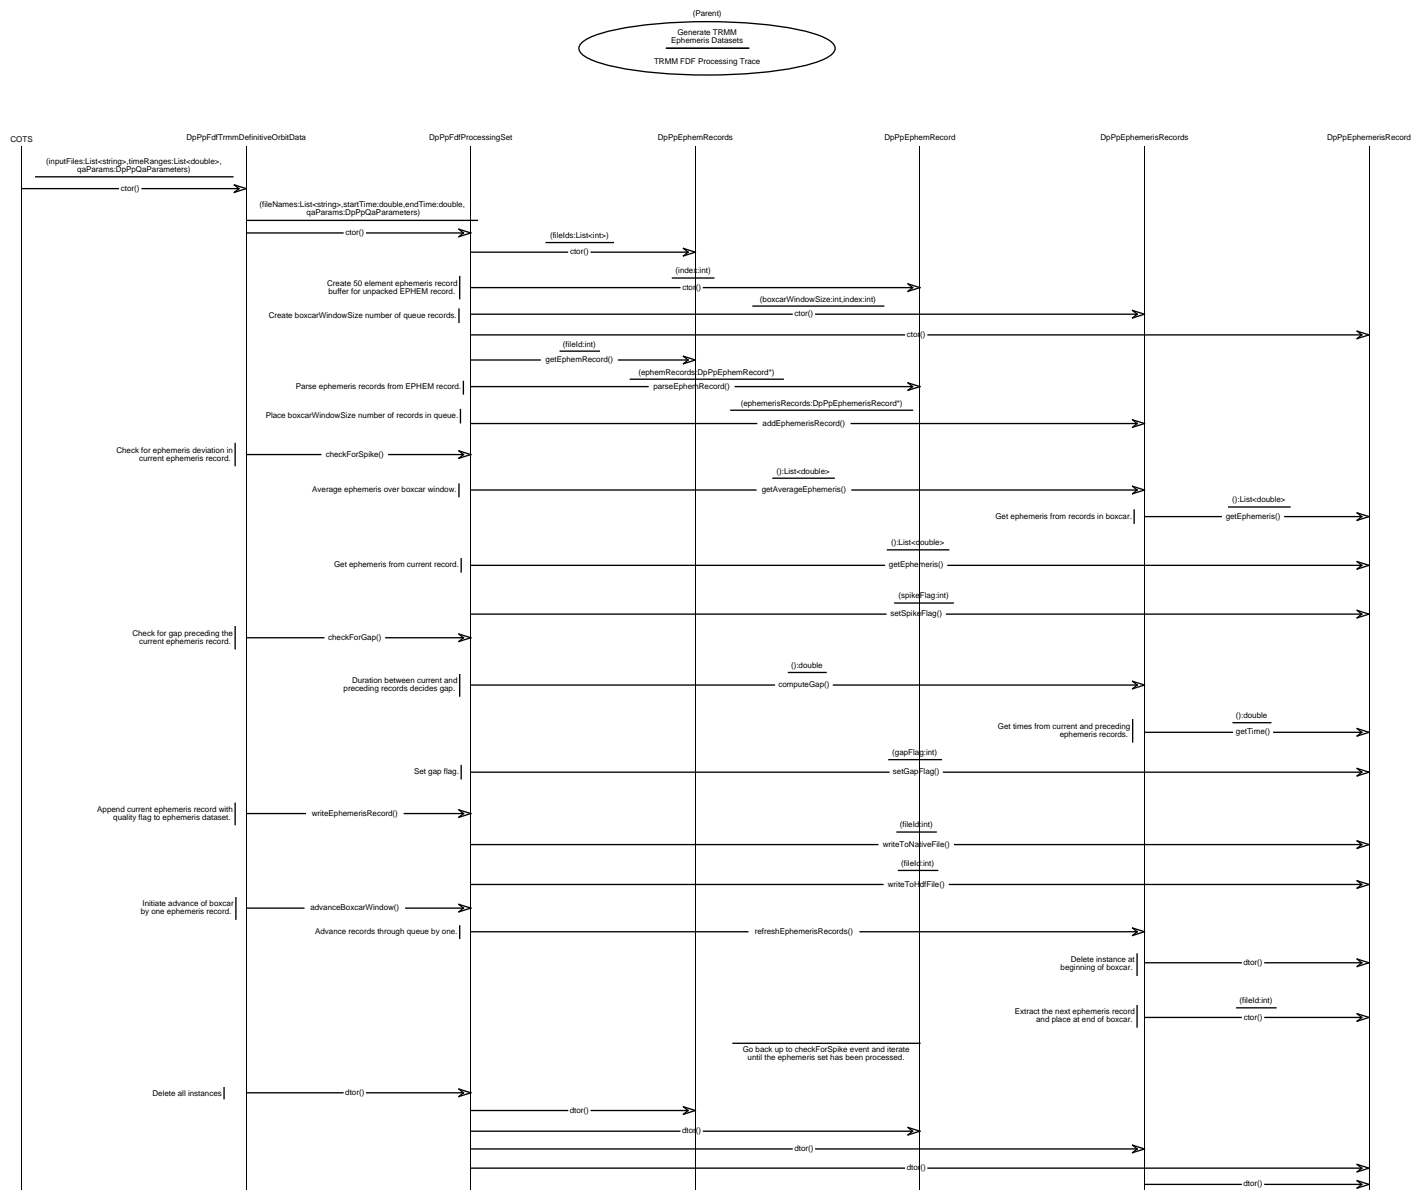 (Parent)
Generate TRMM
Ephemeris Datasets
TRMM FDF Processing Trace
COTS
DpPpFdfTrmmDefinitiveOrbitData
DpPpFdfProcessingSet
DpPpEphemRecords
DpPpEphemRecord
DpPpEphemerisRecords
DpPpEphemerisRecord
(inputFiles:List<string>,timeRanges:List<double>,
qaParams:DpPpQaParameters)
ctor()
(fileNames:List<string>,startTime:double,endTime:double,
qaParams:DpPpQaParameters)
ctor()
(fileIds:List<int>)
ctor()
(index:int)
Create 50 element ephemeris record
buffer for unpacked EPHEM record.
ctor()
(boxcarWindowSize:int,index:int)
Create boxcarWindowSize number of queue records.
ctor()
ctor()
(fileId:int)
getEphemRecord()
(ephemRecords:DpPpEphemRecord*)
Parse ephemeris records from EPHEM record.
parseEphemRecord()
(ephemerisRecords:DpPpEphemerisRecord*)
Place boxcarWindowSize number of records in queue.
addEphemerisRecord()
Check for ephemeris deviation in
current ephemeris record.
checkForSpike()
():List<double>
Average ephemeris over boxcar window.
getAverageEphemeris()
():List<double>
Get ephemeris from records in boxcar.
getEphemeris()
():List<double>
Get ephemeris from current record.
getEphemeris()
(spikeFlag:int)
setSpikeFlag()
Check for gap preceding the
current ephemeris record.
checkForGap()
():double
Duration between current and
preceding records decides gap.
computeGap()
():double
Get times from current and preceding
ephemeris records.
getTime()
(gapFlag:int)
Set gap flag.
setGapFlag()
Append current ephemeris record with
quality flag to ephemeris dataset.
writeEphemerisRecord()
(fileId:int)
writeToNativeFile()
(fileId:int)
writeToHdfFile()
Initiate advance of boxcar
by one ephemeris record.
advanceBoxcarWindow()
Advance records through queue by one.
refreshEphemerisRecords()
Delete instance at
beginning of boxcar.
dtor()
(fileId:int)
Extract the next ephemeris record
and place at end of boxcar.
ctor()
Go back up to checkForSpike event and iterate
until the ephemeris set has been processed.
Delete all instances
dtor()
dtor()
dtor()
dtor()
dtor()
dtor()